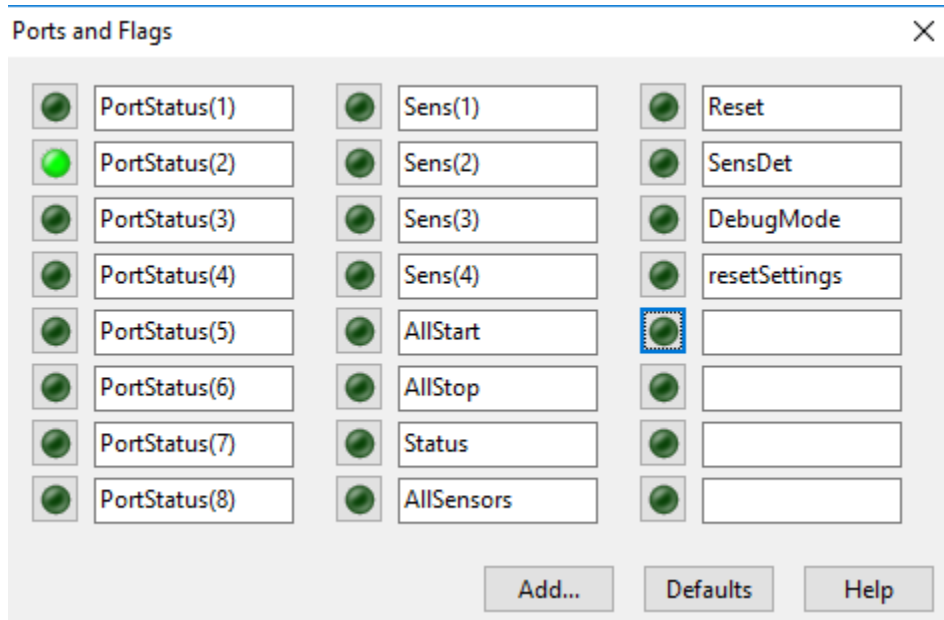 Ports and Flags
PortStatus(1) Sens(1) Reset
PortStatus(2) Sens(2) SensDet
PortStatus(3) Sens(3) DebugMode
PortStatus(4) Sens(4) resetSettings
PortStatus(5) AllStart
PortStatus(6) AllStop
PortStatus(7) Status
PortStatus(8) AllSensors
Add... Defaults Help